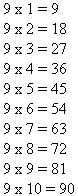 9 x 1 = 9
9 x 2 = 18
9 x 3 = 27
9 x 4 = 36
9 x 5 = 45
9 x 6 = 54
9 x 7 = 63
9 x 8 = 72
9 x 9 = 81
9 x 10 = 90